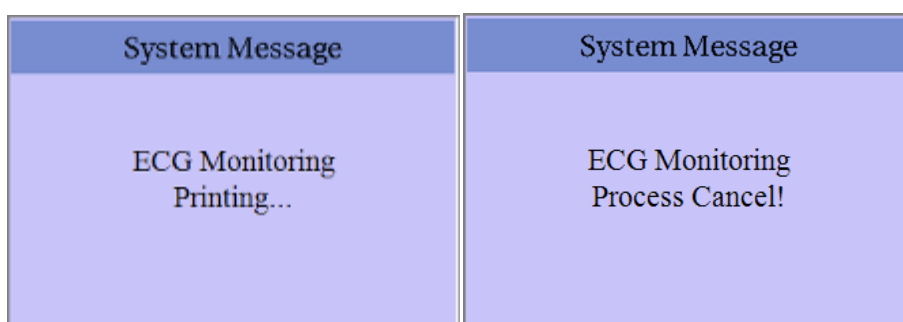 System Message
ECG Monitoring
Printing...
System Message
ECG Monitoring
Process Cancel!